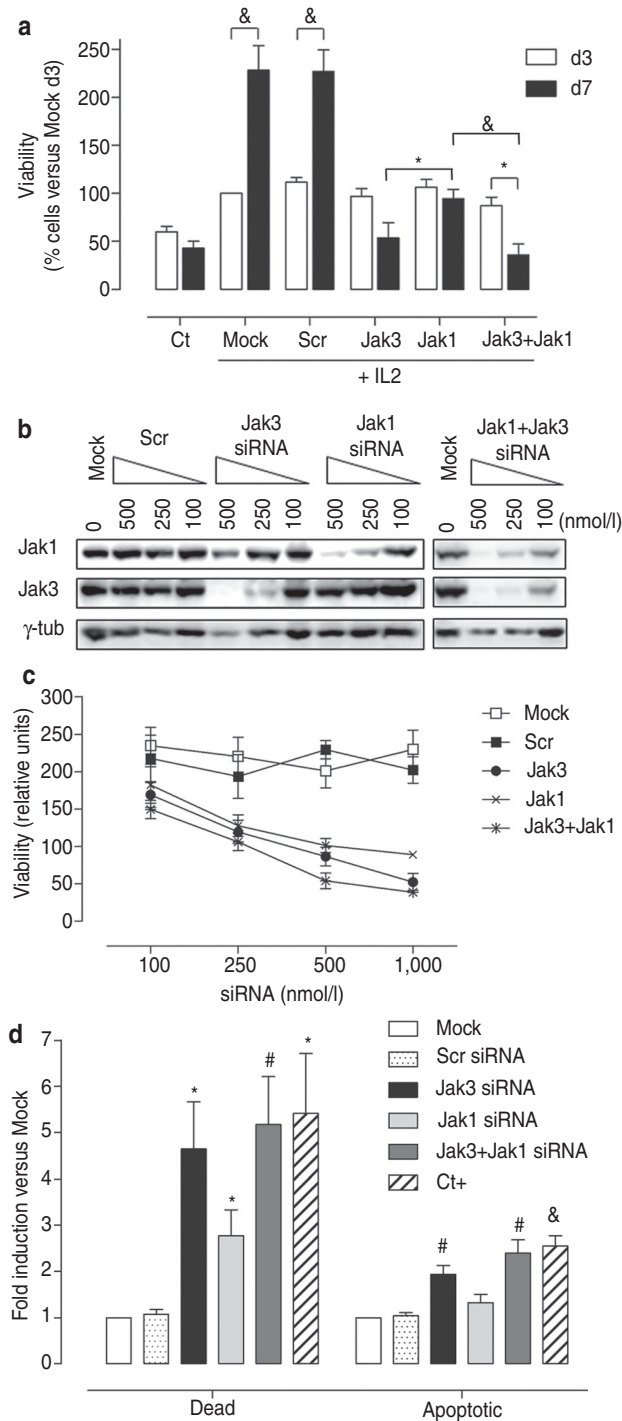 a
Viability
(% cells versus Mock d3)
250
200
150
100
50
0
&
&
*
&
*
d3
d7
Ct
Mock
Scr
Jak3
Jak1
Jak3+Jak1
+ IL2
b
Mock
Scr
Jak3
siRNA
Jak1
siRNA
Mock
Jak1+Jak3
siRNA
0 500 250 100 500 250 100 500 250 100 0 500 250 100 (nmol/l)
Jak1
Jak3
γ-tub
c
Viability (relative units)
300
250
200
150
100
50
0
100 250 500 1,000
siRNA (nmol/l)
Mock
Scr
Jak3
Jak1
Jak3+Jak1
d
Fold induction versus Mock
7
6
5
4
3
2
1
0
* * # * # # &
Mock
Scr siRNA
Jak3 siRNA
Jak1 siRNA
Jak3+Jak1 siRNA
Ct+
Dead
Apoptotic